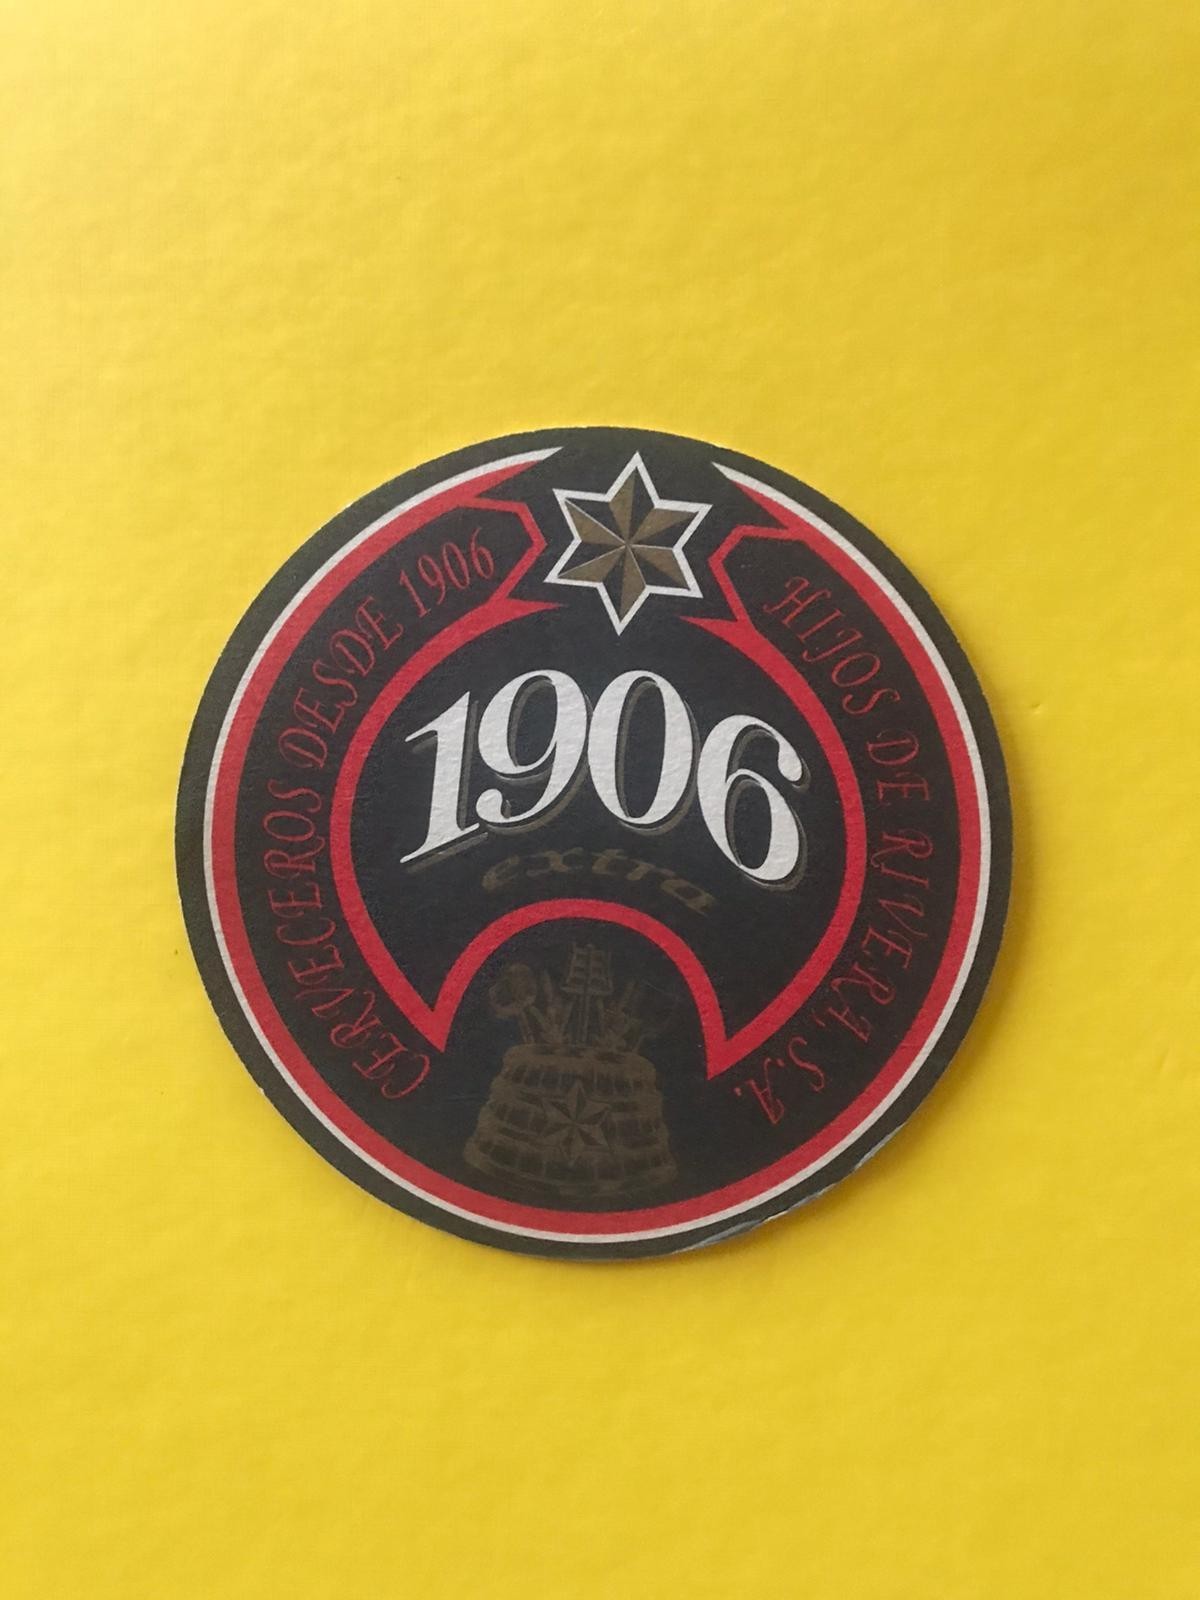 CERVECEROS DESDE 1906
HIJOS DE RIVERA, S.A.
1906
extra